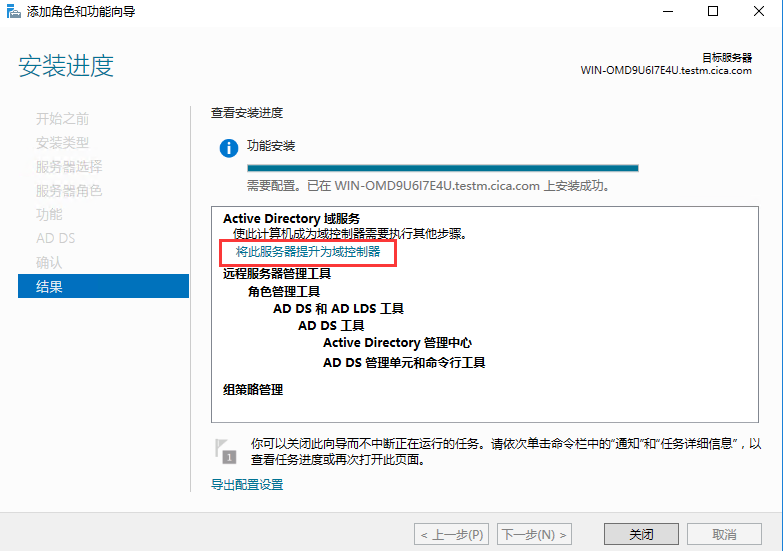 添加角色和功能向导
安装进度
目标服务器
WIN-OMD9U6I7E4U.testm.cica.com
开始之前
安装类型
服务器选择
服务器角色
功能
AD DS
确认
结果
查看安装进度
功能安装
需要配置。已在 WIN-OMD9U6I7E4U.testm.cica.com 上安装成功。
Active Directory 域服务
使此计算机成为域控制器需要执行其他步骤。
将此服务器提升为域控制器
远程服务器管理工具
角色管理工具
AD DS 和 AD LDS 工具
AD DS 工具
Active Directory 管理中心
AD DS 管理单元和命令行工具
组策略管理
1
你可以关闭此向导而不中断正在运行的任务。请依次单击命令栏中的“通知”和“任务详细信息”，以
查看任务进度或再次打开此页面。
导出配置设置
< 上一步(P)
下一步(N) >
关闭
取消